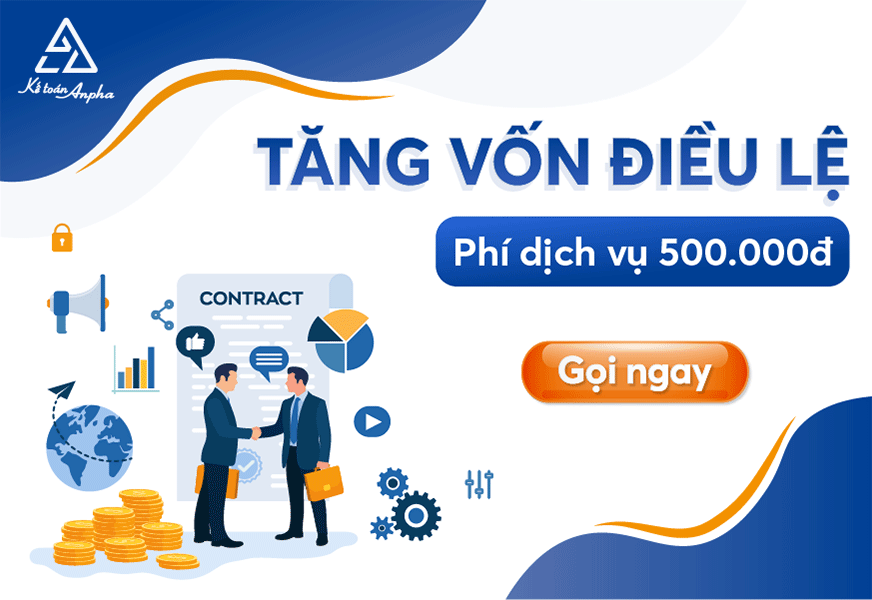 Kế toán Anpha
TĂNG VỐN ĐIỀU LỆ
Phí dịch vụ 500.000đ
CONTRACT
Gọi ngay